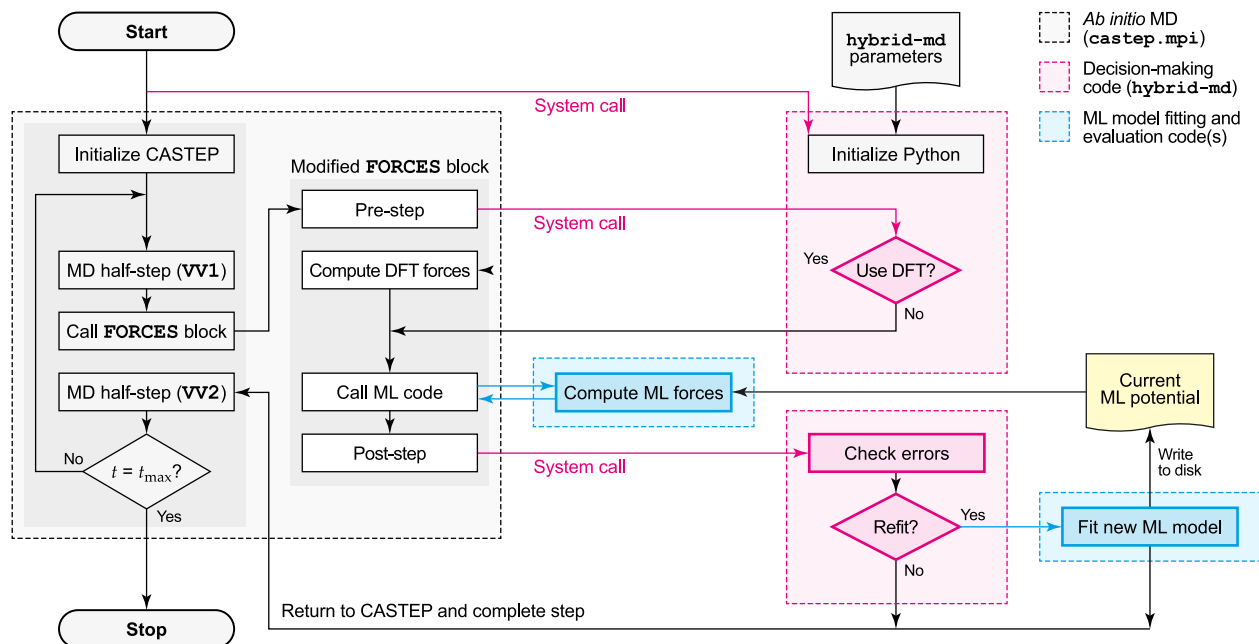 Start
hybrid-md
parameters
Ab initio MD
(castep.mpi)
Decision-making
code (hybrid-md)
ML model fitting and
evaluation code(s)
System call
Initialize CASTEP
Modified FORCES block
Initialize Python
Pre-step
System call
MD half-step (VV1)
Compute DFT forces
Yes
Use DFT?
No
Call FORCES block
MD half-step (VV2)
Call ML code
Compute ML forces
Current
ML potential
No
t = tmax?
Yes
Post-step
System call
Check errors
Write
to disk
Refit?
Yes
Fit new ML model
No
Return to CASTEP and complete step
Stop